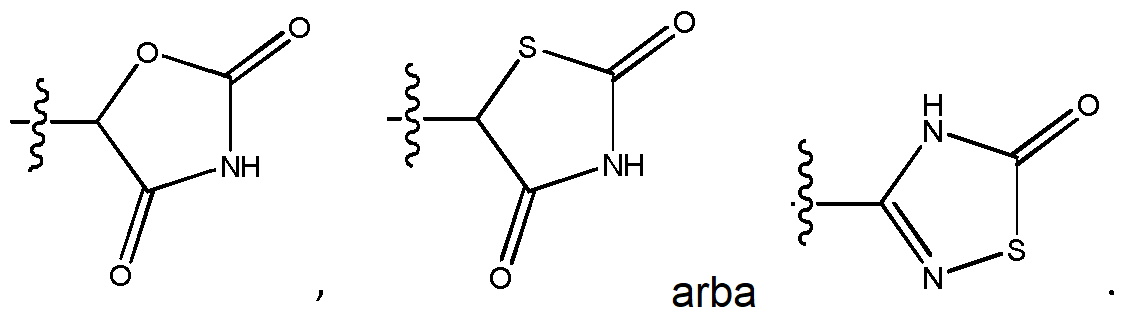 O O S O H
N O
NH NH
O O N S
, arba .